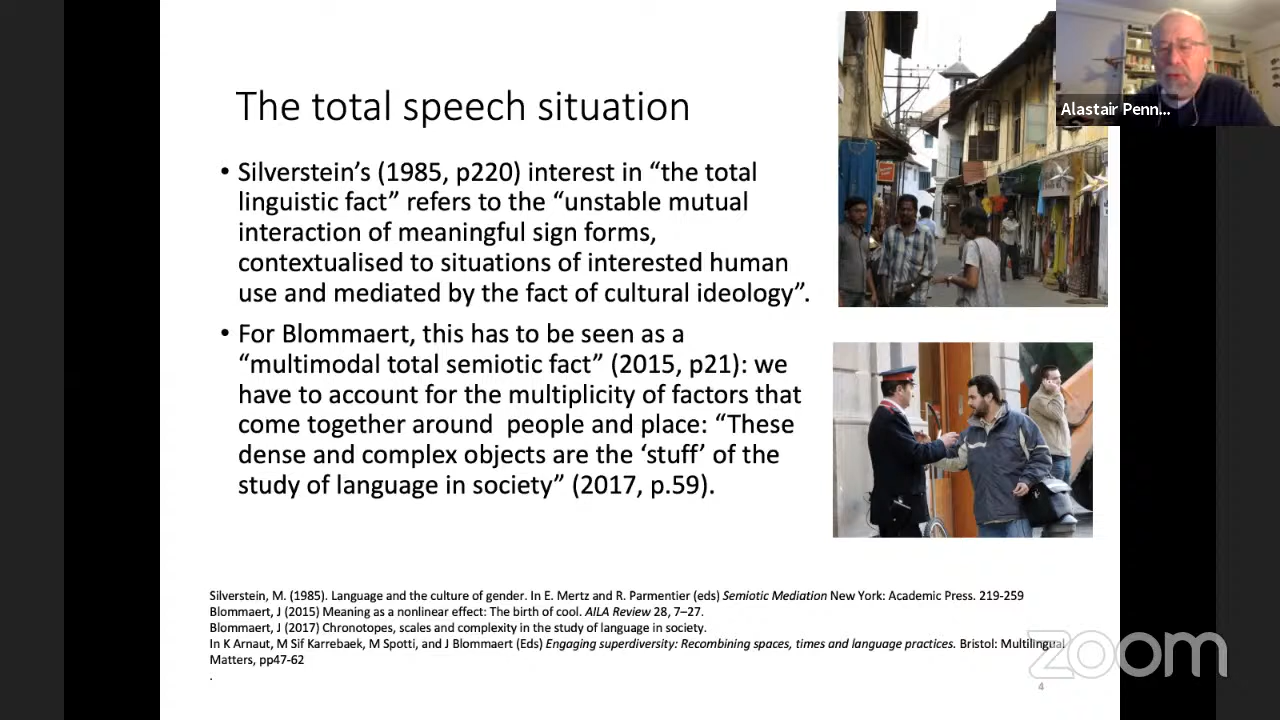 The total speech situation
Alastair Penn...
• Silverstein's (1985, p220) interest in “the total
linguistic fact” refers to the “unstable mutual
interaction of meaningful sign forms,
contextualised to situations of interested human
use and mediated by the fact of cultural ideology”.
• For Blommaert, this has to be seen as a
“multimodal total semiotic fact” (2015, p21): we
have to account for the multiplicity of factors that
come together around people and place: “These
dense and complex objects are the ‘stuff’ of the
study of language in society” (2017, p.59).
Silverstein, M. (1985). Language and the culture of gender. In E. Mertz and R. Parmentier (eds) Semiotic Mediation New York: Academic Press. 219-259
Blommaert, J (2015) Meaning as a nonlinear effect: The birth of cool. AILA Review 28, 7–27.
Blommaert, J (2017) Chronotopes, scales and complexity in the study of language in society.
In K Arnaut, M Sif Karrebaek, M Spotti, and J Blommaert (Eds) Engaging superdiversity: Recombining spaces, times and language practices. Bristol: Multilingual
Matters, pp47-62
.
zoom
4